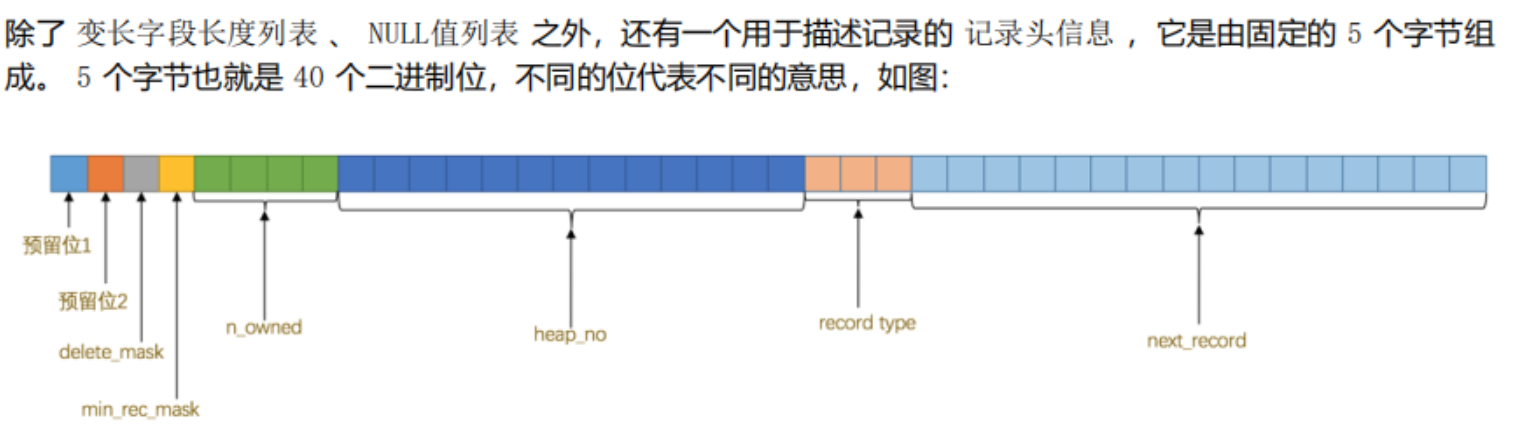 除了 变长字段长度列表 、 NULL值列表 之外，还有一个用于描述记录的 记录头信息 ，它是由固定的 5 个字节组
成。 5 个字节也就是 40 个二进制位，不同的位代表不同的意思，如图：
预留位1
预留位2
delete_mask
min_rec_mask
n_owned
heap_no
record type
next_record